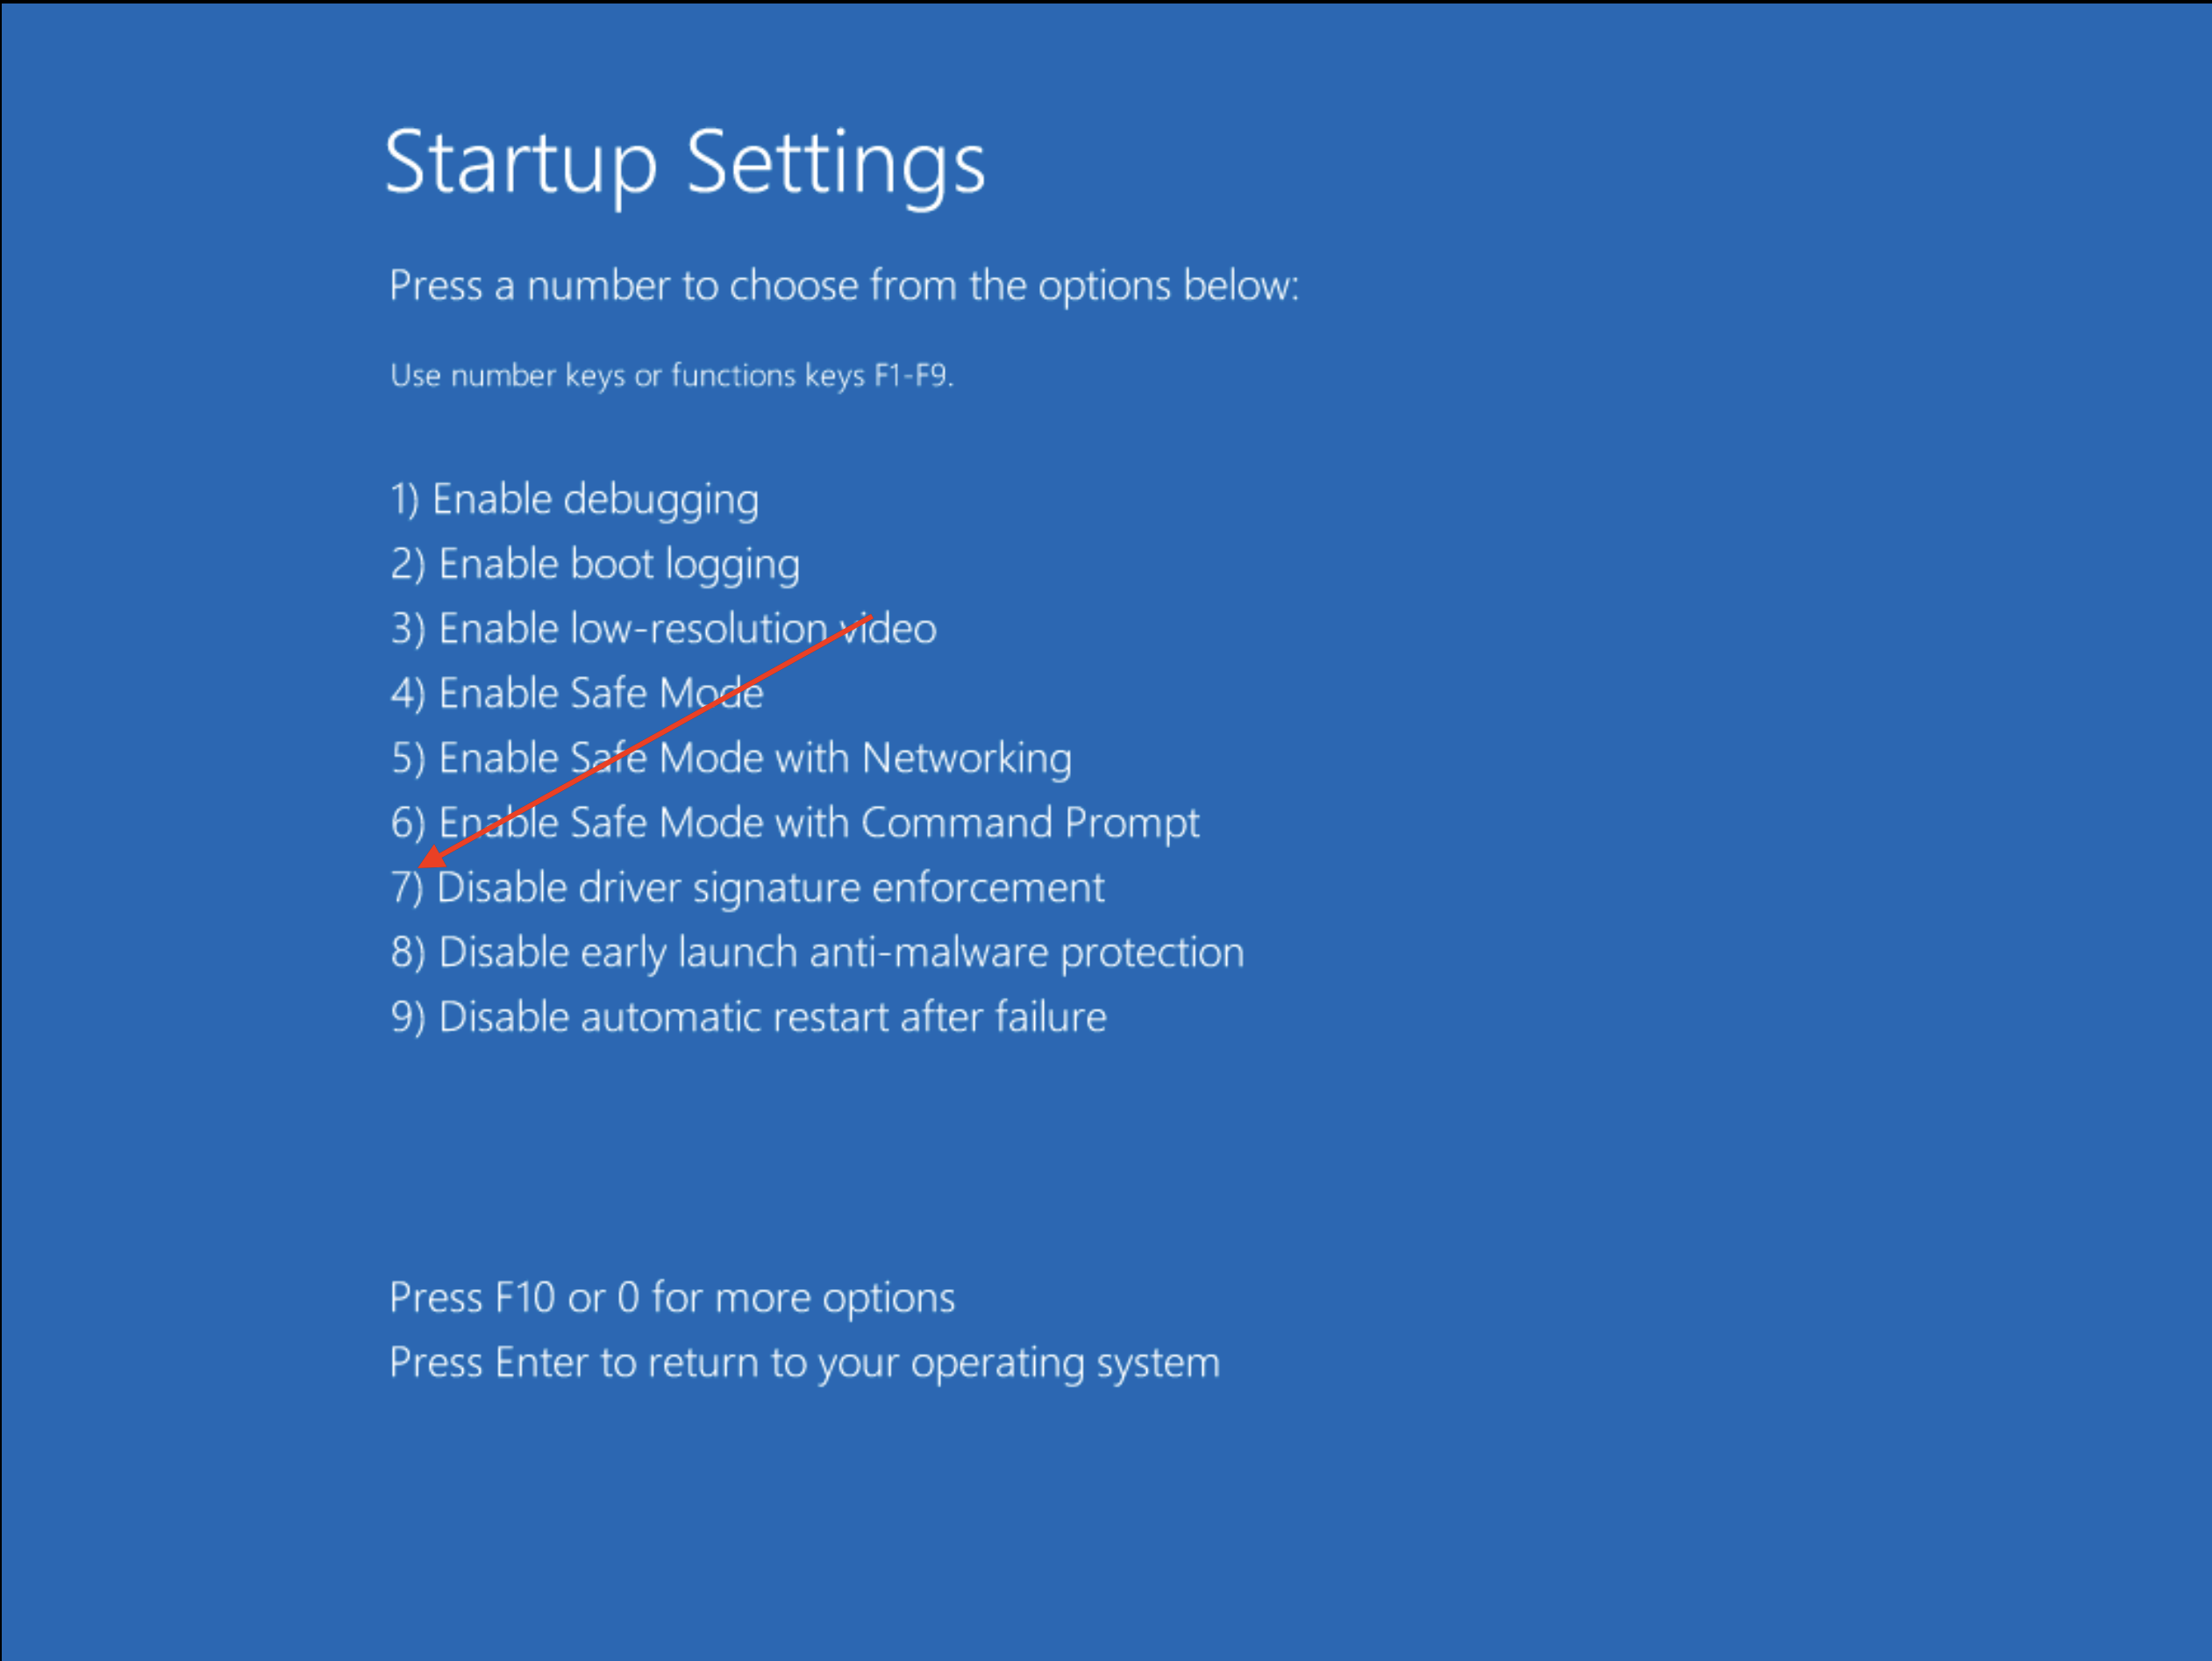 Startup Settings
Press a number to choose from the options below:
Use number keys or functions keys F1-F9.
1) Enable debugging
2) Enable boot logging
3) Enable low-resolution video
4) Enable Safe Mode
5) Enable Safe Mode with Networking
6) Enable Safe Mode with Command Prompt
7) Disable driver signature enforcement
8) Disable early launch anti-malware protection
9) Disable automatic restart after failure
Press F10 or 0 for more options
Press Enter to return to your operating system